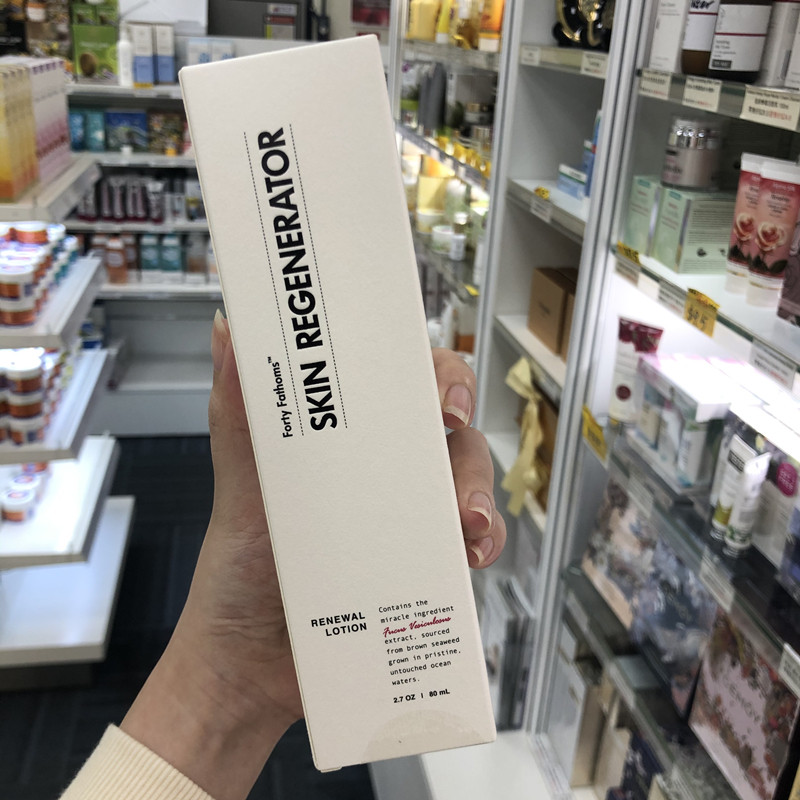 Forty Fathoms™
SKIN REGENERATOR
RENEWAL
LOTION
Contains the
miracle ingredient
Fucus Vesiculosus
extract, sourced
from brown seaweed
grown in pristine,
untouched ocean
waters.
2.7 OZ | 80 mL